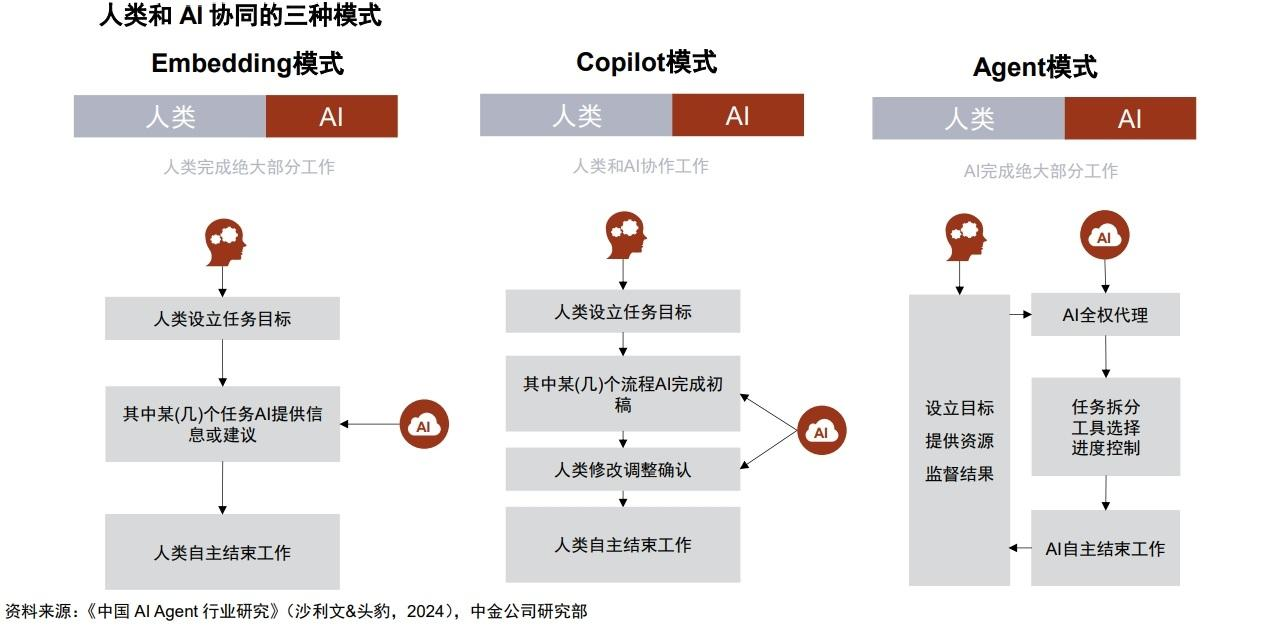 人类和 AI 协同的三种模式
Embedding模式
人类
AI
人类完成绝大部分工作
人类设立任务目标
其中某(几)个任务AI提供信
息或建议
AI
人类自主结束工作
Copilot模式
人类
AI
人类和AI协作工作
人类设立任务目标
其中某(几)个流程AI完成初
稿
AI
人类修改调整确认
人类自主结束工作
Agent模式
人类
AI
AI完成绝大部分工作
AI
设立目标
提供资源
监督结果
AI全权代理
任务拆分
工具选择
进度控制
AI自主结束工作
资料来源：《中国 AI Agent 行业研究》（沙利文&头豹，2024），中金公司研究部